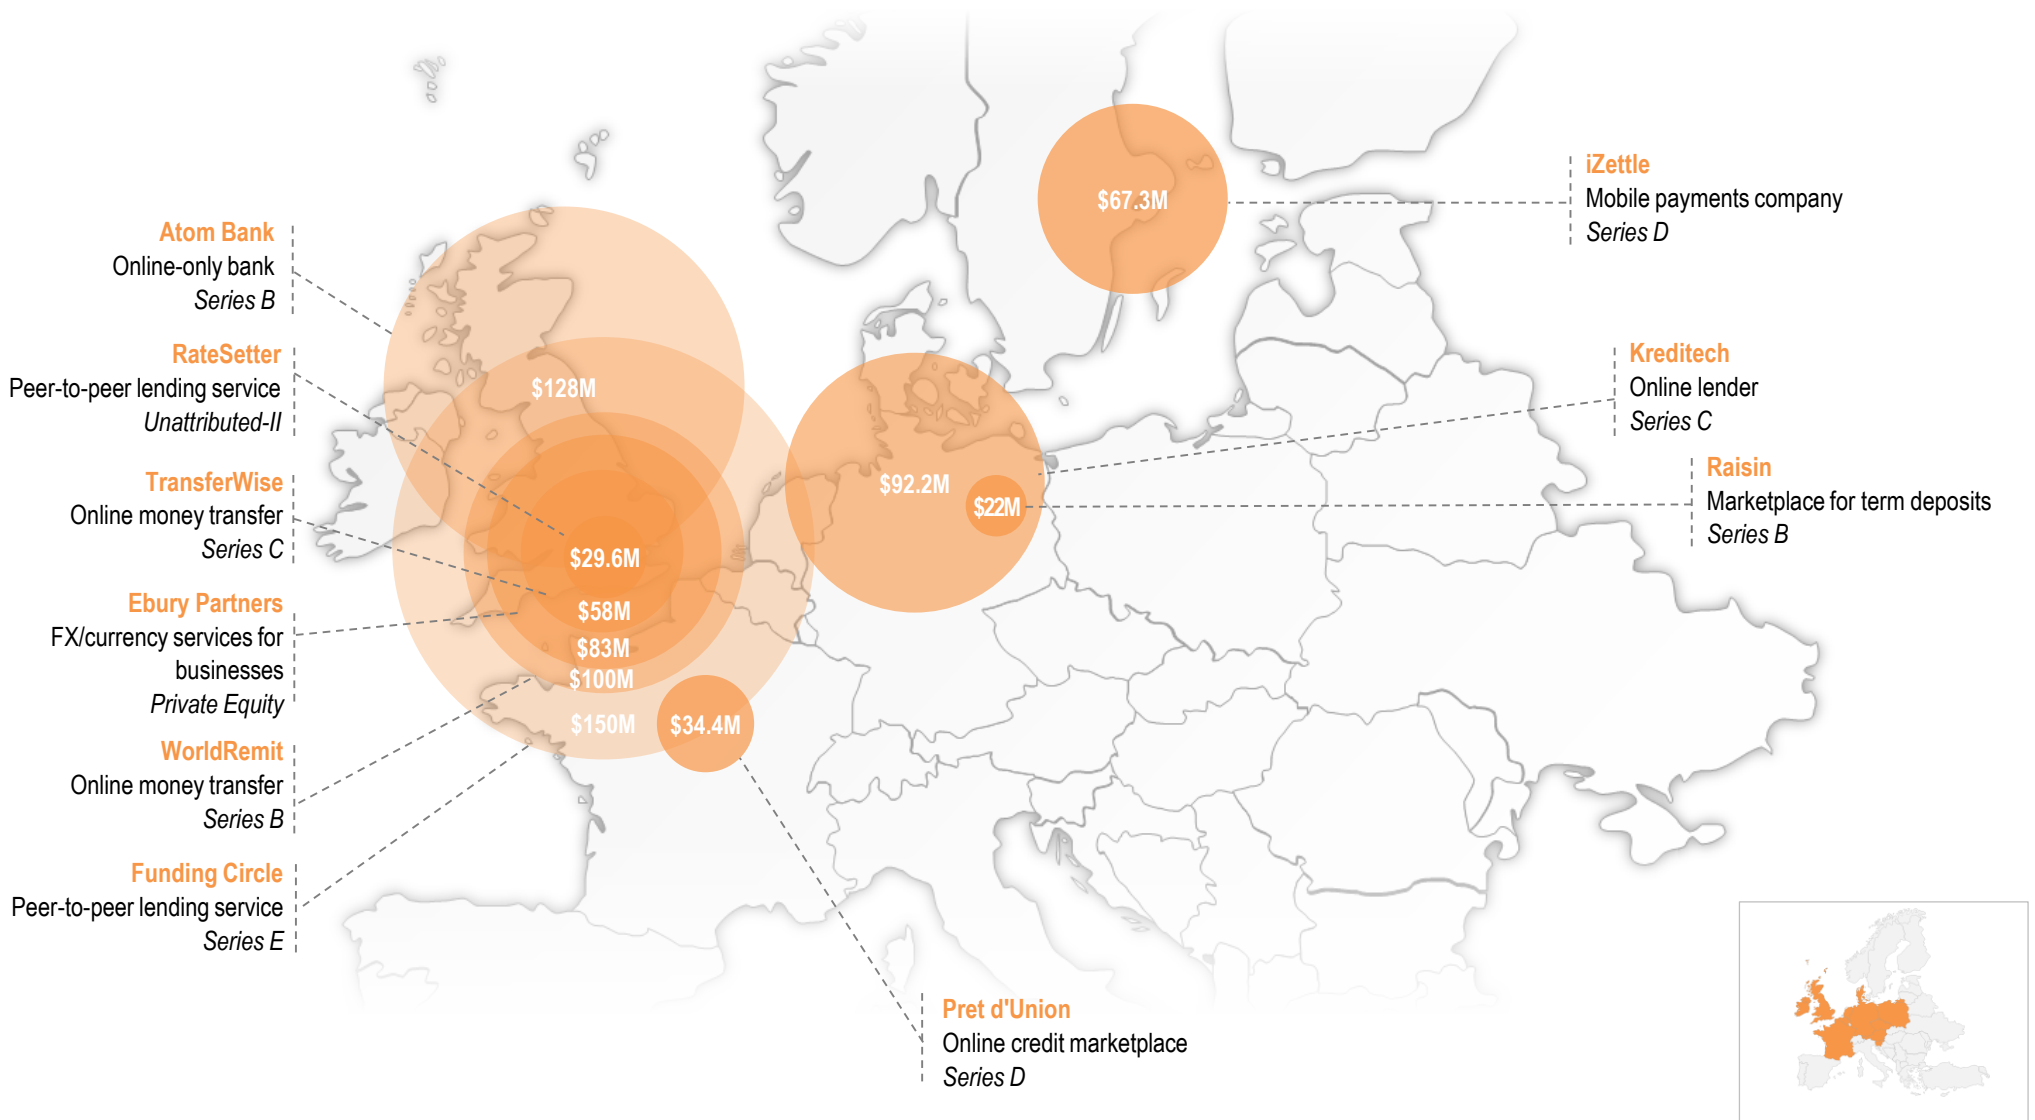 Atom Bank
Online-only bank
Series B
RateSetter
Peer-to-peer lending service
Unattributed-II
TransferWise
Online money transfer
Series C
Ebury Partners
FX/currency services for
businesses
Private Equity
WorldRemit
Online money transfer
Series B
Funding Circle
Peer-to-peer lending service
Series E
$128M
$29.6M
$58M
$83M
$100M
$150M
$34.4M
$67.3M
$92.2M
$22M
iZettle
Mobile payments company
Series D
Kreditech
Online lender
Series C
Raisin
Marketplace for term deposits
Series B
Pret d'Union
Online credit marketplace
Series D